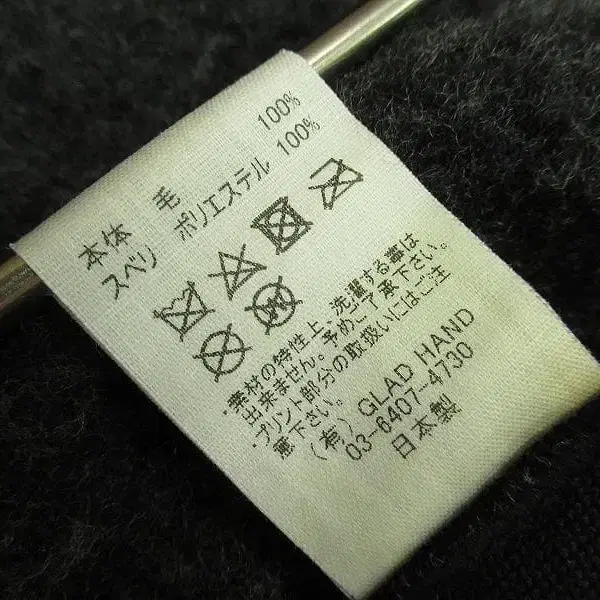 本体 毛 100%
スベリ ポリエステル 100%
・素材の特性上、洗濯する事は
出来ません。予めご了承下さい。
・プリント部分の取扱いにはご注
意下さい。
（有）GLAD HAND
03-6407-4730
日本製